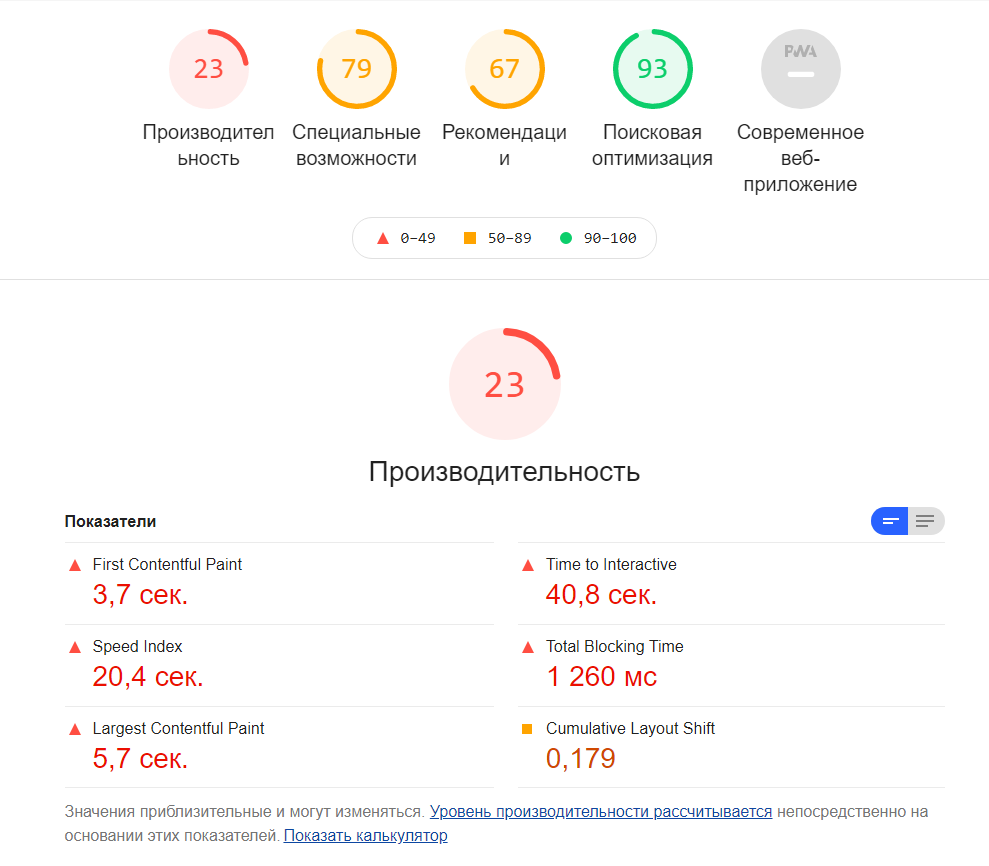 23
79
67
93
PWA
Производител
ьность
Специальные
возможности
Рекомендаци
и
Поисковая
оптимизация
Современное
веб-
приложение
0–49
50–89
90–100
23
Производительность
Показатели
First Contentful Paint
3,7 сек.
Time to Interactive
40,8 сек.
Speed Index
20,4 сек.
Total Blocking Time
1 260 мс
Largest Contentful Paint
5,7 сек.
Cumulative Layout Shift
0,179
Значения приблизительные и могут изменяться. Уровень производительности рассчитывается непосредственно на
основании этих показателей. Показать калькулятор